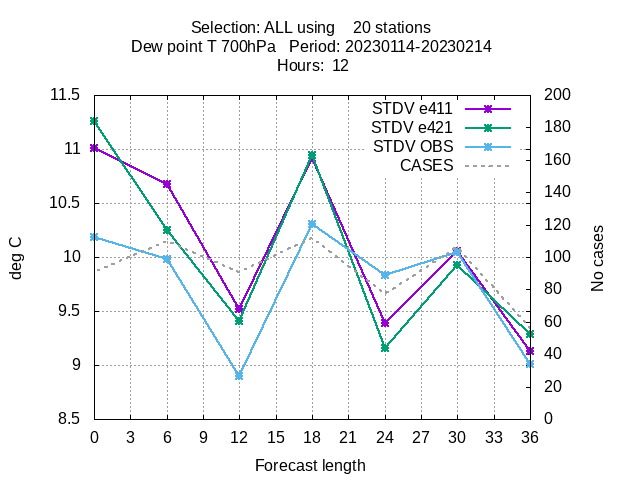 Selection: ALL using    20 stations
Dew point T 700hPa   Period: 20230114-20230214
Hours:  12
STDV e411
STDV e421
STDV OBS
CASES
11.5
11
10.5
10
9.5
9
8.5
deg C
200
180
160
140
120
100
80
60
40
20
0
No cases
0 3 6 9 12 15 18 21 24 27 30 33 36
Forecast length